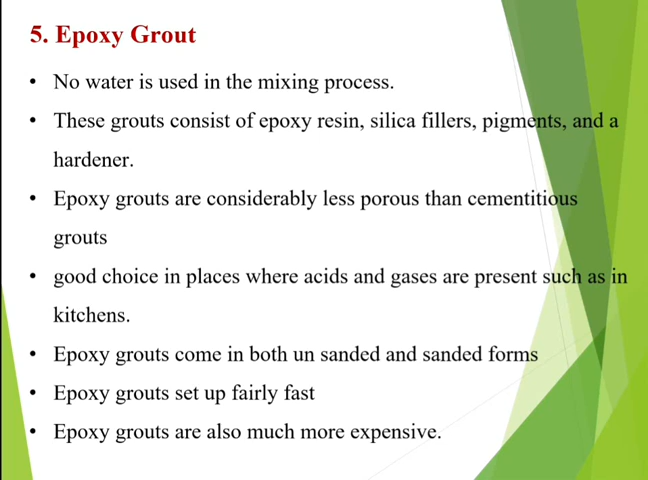 5. Epoxy Grout
• No water is used in the mixing process.
• These grouts consist of epoxy resin, silica fillers, pigments, and a
hardener.
• Epoxy grouts are considerably less porous than cementitious
grouts
• good choice in places where acids and gases are present such as in
kitchens.
• Epoxy grouts come in both un sanded and sanded forms
• Epoxy grouts set up fairly fast
• Epoxy grouts are also much more expensive.